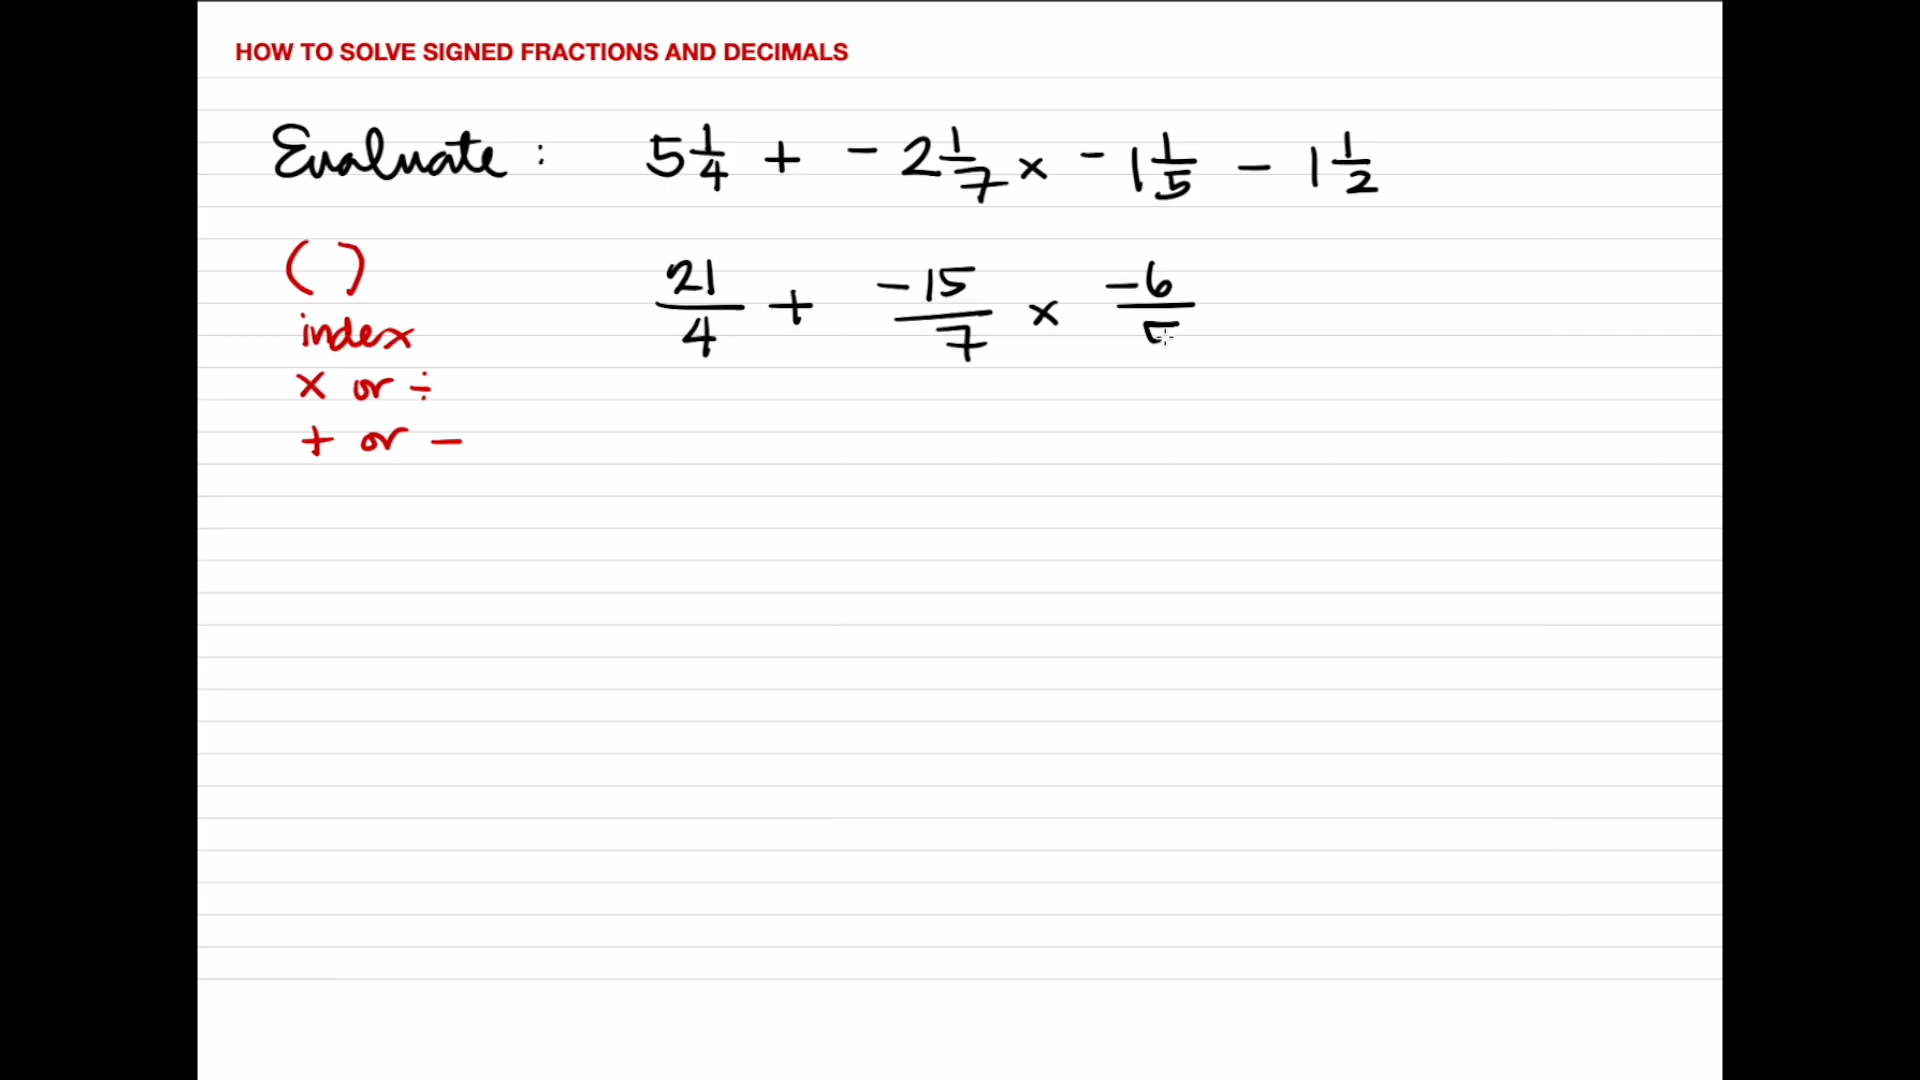 HOW TO SOLVE SIGNED FRACTIONS AND DECIMALS
Evaluate : 5 1/4 + - 2 1/7 x - 1 1/5 - 1 1/2
( )
21/4 + -15/7 x -6/5
index
x or ÷
+ or -